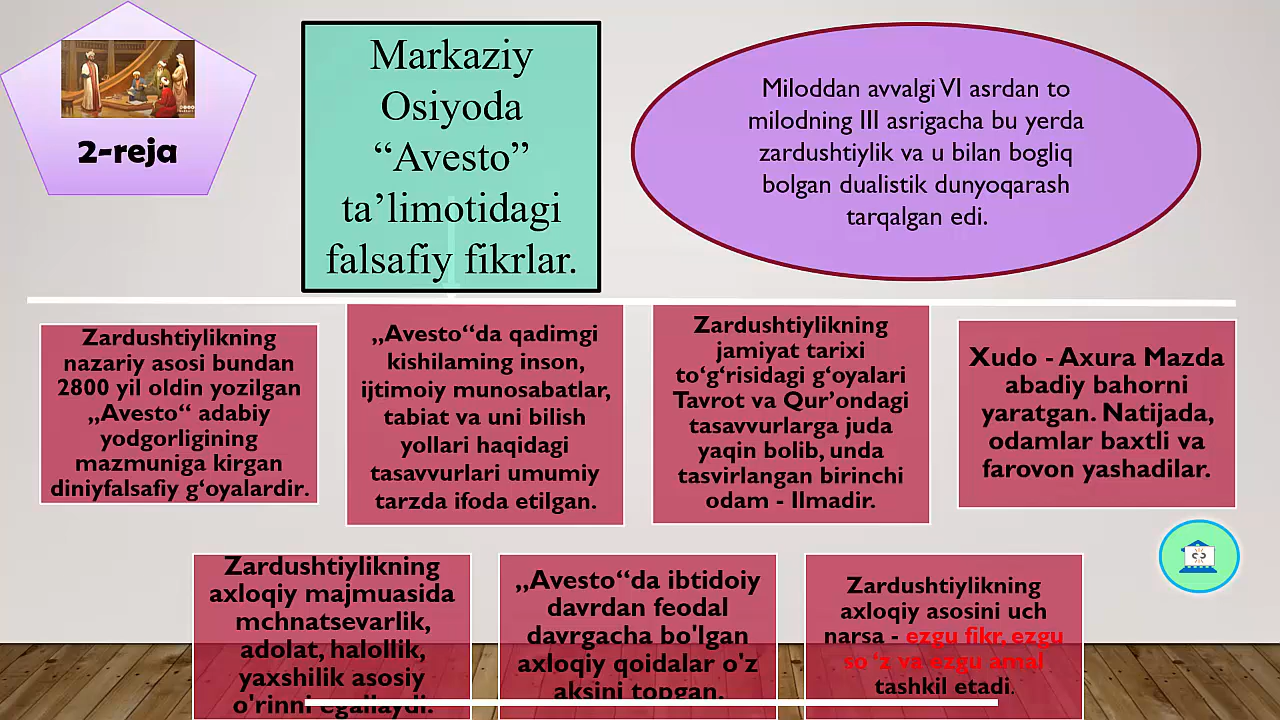 2-reja
Markaziy
Osiyoda
“Avesto”
ta’limotidagi
falsafiy fikrlar.
Miloddan avvalgi VI asrdan to
milodning III asrigacha bu yerda
zardushtiylik va u bilan bogliq
bolgan dualistik dunyoqarash
tarqalgan edi.
Zardushtiylikning
nazariy asosi bundan
2800 yil oldin yozilgan
„Avesto“ adabiy
yodgorligining
mazmuniga kirgan
diniyfalsafiy g‘oyalardir.
„Avesto“da qadimgi
kishilaming inson,
ijtimoiy munosabatlar,
tabiat va uni bilish
yollari haqidagi
tasavvurlari umumiy
tarzda ifoda etilgan.
Zardushtiylikning
jamiyat tarixi
to‘g‘risidagi g‘oyalari
Tavrot va Qur’ondagi
tasavvurlarga juda
yaqin bolib, unda
tasvirlangan birinchi
odam - Ilmadir.
Xudo - Axura Mazda
abadiy bahorni
yaratgan. Natijada,
odamlar baxtli va
farovon yashadilar.
Zardushtiylikning
axloqiy majmuasida
mchnatsevarlik,
adolat, halollik,
yaxshilik asosiy
o'rinni egallaydi.
„Avesto“da ibtidoiy
davrdan feodal
davrgacha bo'lgan
axloqiy qoidalar o'z
aksini topgan.
Zardushtiylikning
axloqiy asosini uch
narsa - ezgu fikr, ezgu
so‘z va ezgu amal
tashkil etadi.